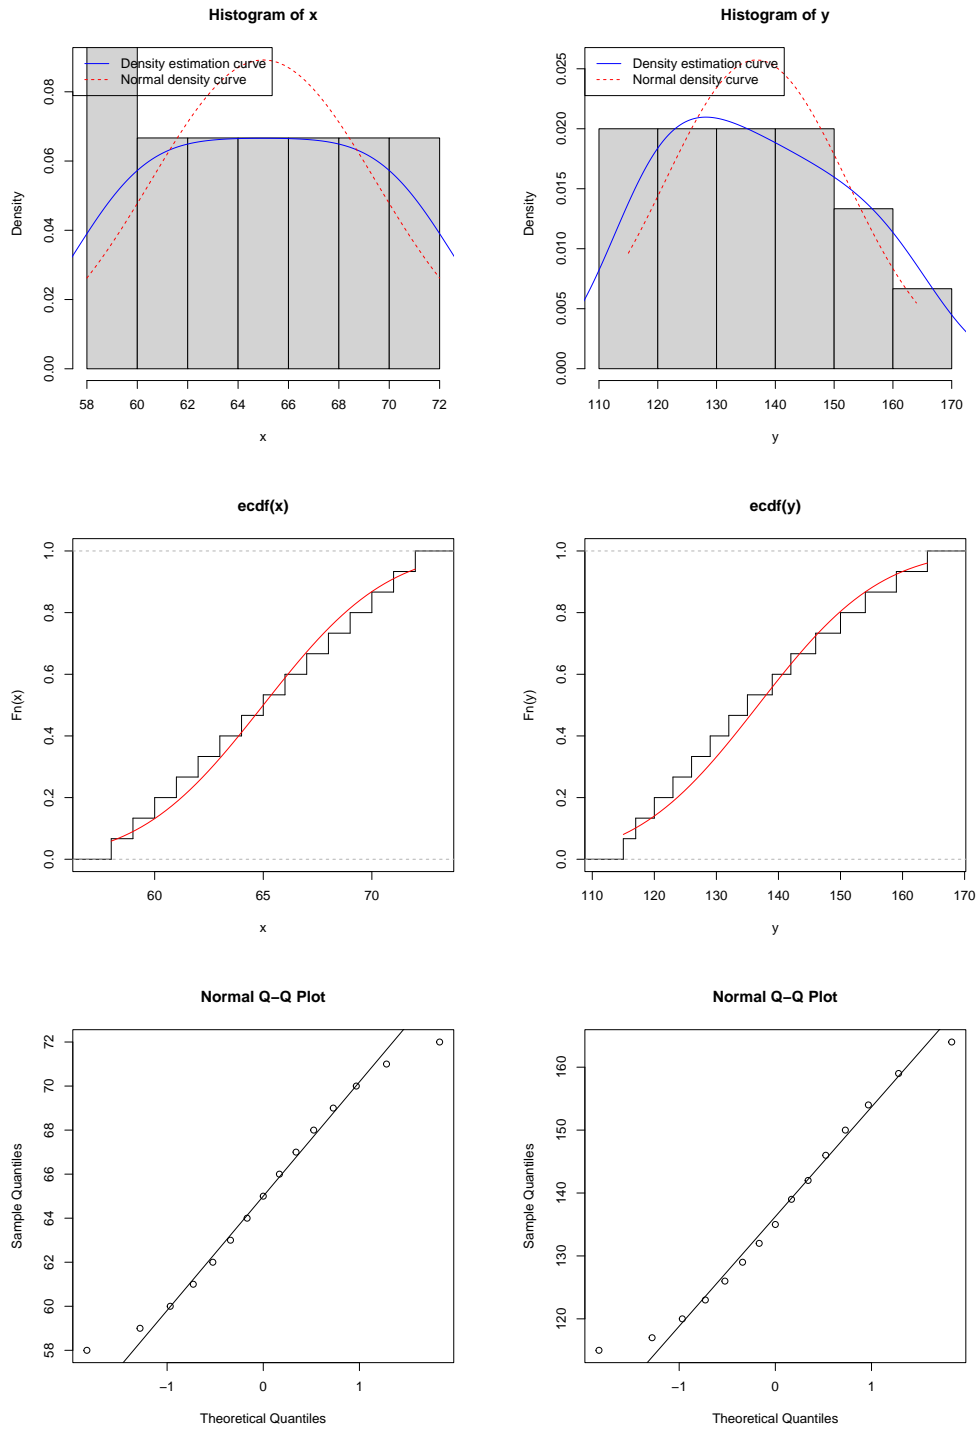 Histogram of x
Density estimation curve
Normal density curve
Density
0.00 0.02 0.04 0.06 0.08
58 60 62 64 66 68 70 72
x
Histogram of y
Density estimation curve
Normal density curve
Density
0.000 0.005 0.010 0.015 0.020 0.025
110 120 130 140 150 160 170
y
ecdf(x)
Fn(x)
0.0 0.2 0.4 0.6 0.8 1.0
60 65 70
x
ecdf(y)
Fn(y)
0.0 0.2 0.4 0.6 0.8 1.0
110 120 130 140 150 160 170
y
Normal Q−Q Plot
Sample Quantiles
58 60 62 64 66 68 70 72
−1 0 1
Theoretical Quantiles
Normal Q−Q Plot
Sample Quantiles
120 130 140 150 160
−1 0 1
Theoretical Quantiles